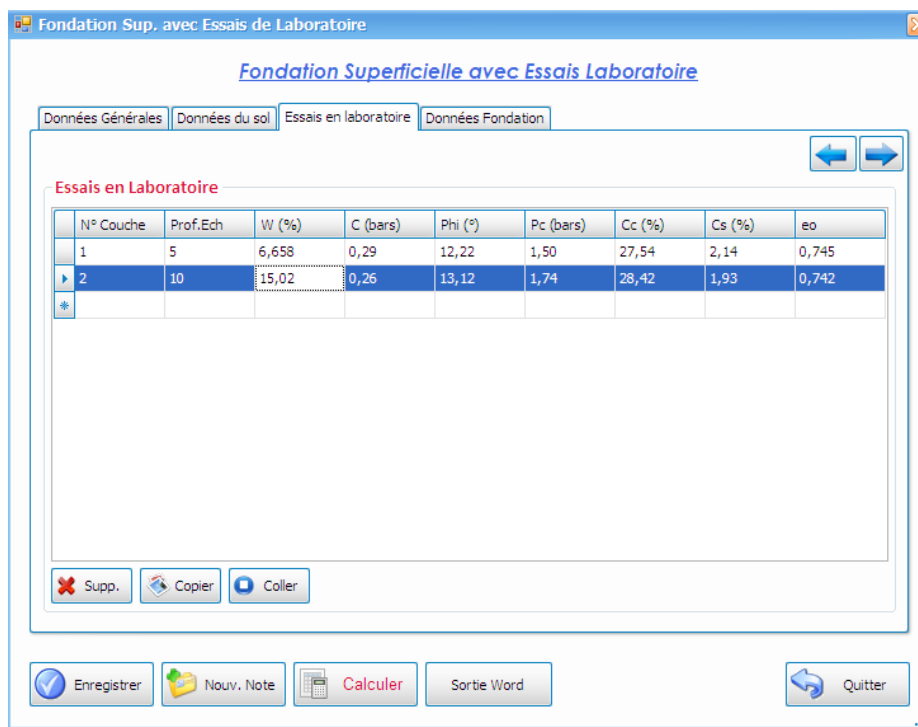 Fondation Sup. avec Essais de Laboratoire
Fondation Superficielle avec Essais Laboratoire
Données Générales Données du sol Essais en laboratoire Données Fondation
Essais en Laboratoire
N° Couche Prof.Ech W (%) C (bars) Phi (°) Pc (bars) Cc (%) Cs (%) eo
1 5 6,658 0,29 12,22 1,50 27,54 2,14 0,745
2 10 15,02 0,26 13,12 1,74 28,42 1,93 0,742
Supp. Copier Coller
Enregistrer Nouv. Note Calculer Sortie Word Quitter